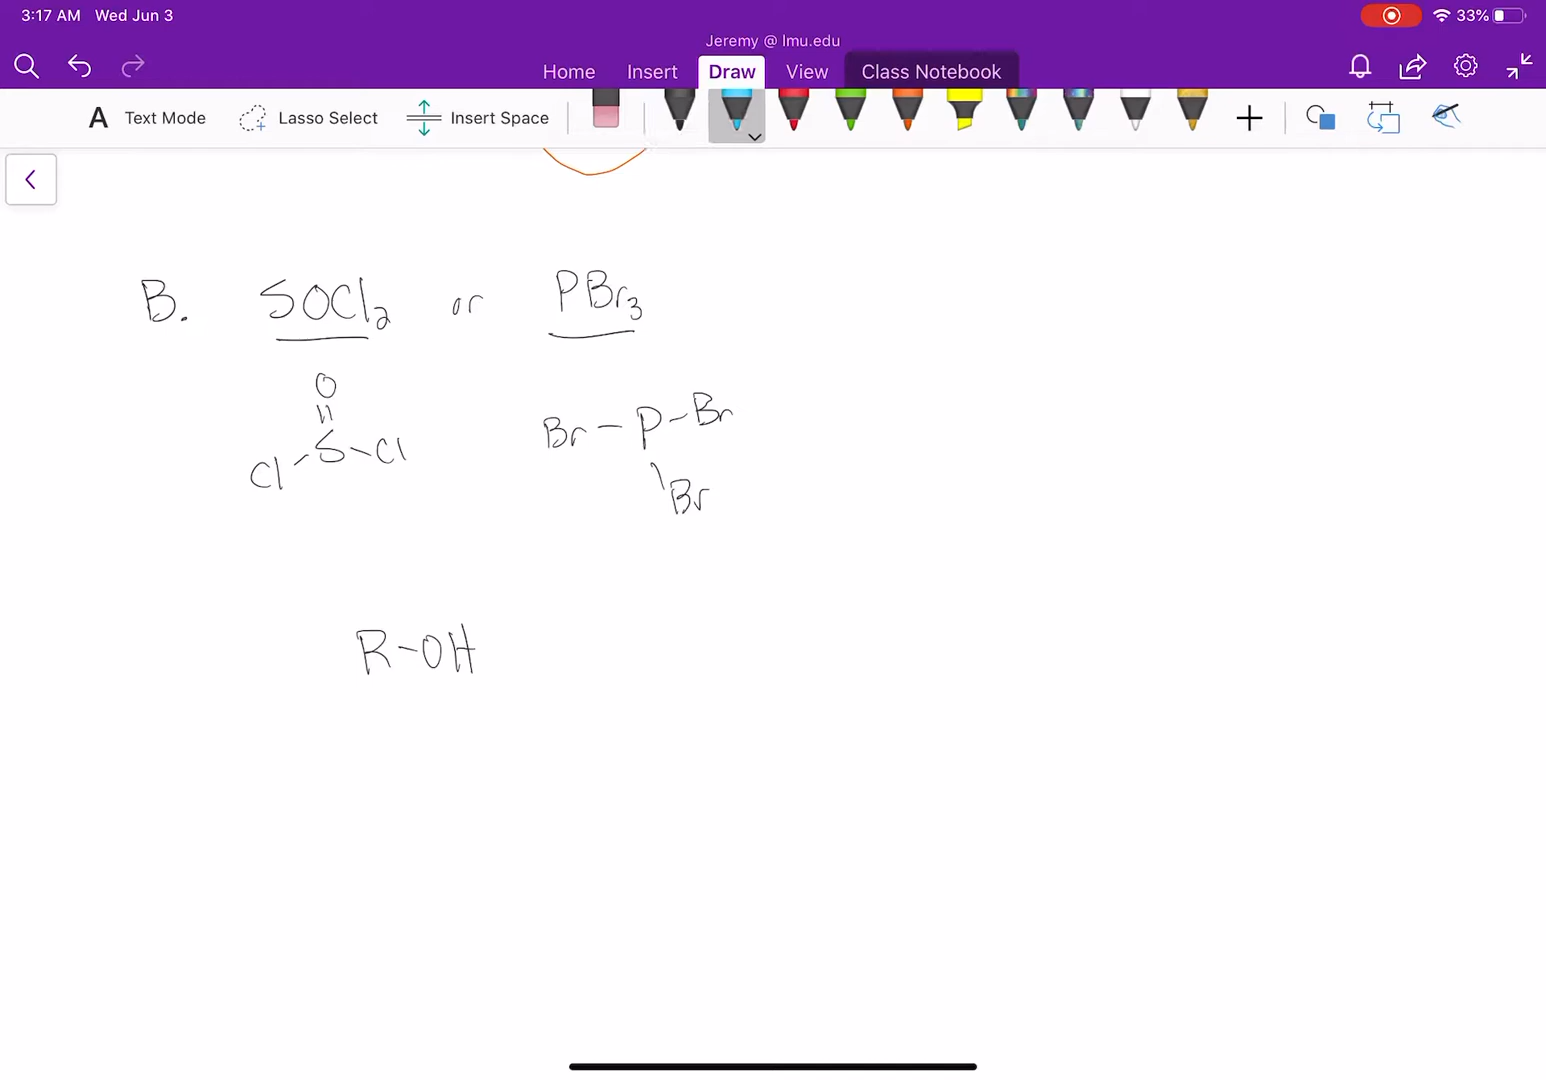 3:17 AM Wed Jun 3
33%
Jeremy @ lmu.edu
Home Insert Draw View Class Notebook
A Text Mode Lasso Select Insert Space
B. SOCl₂ or PBr₃
O
Cl-S-Cl Br-P-Br
Br
R-OH